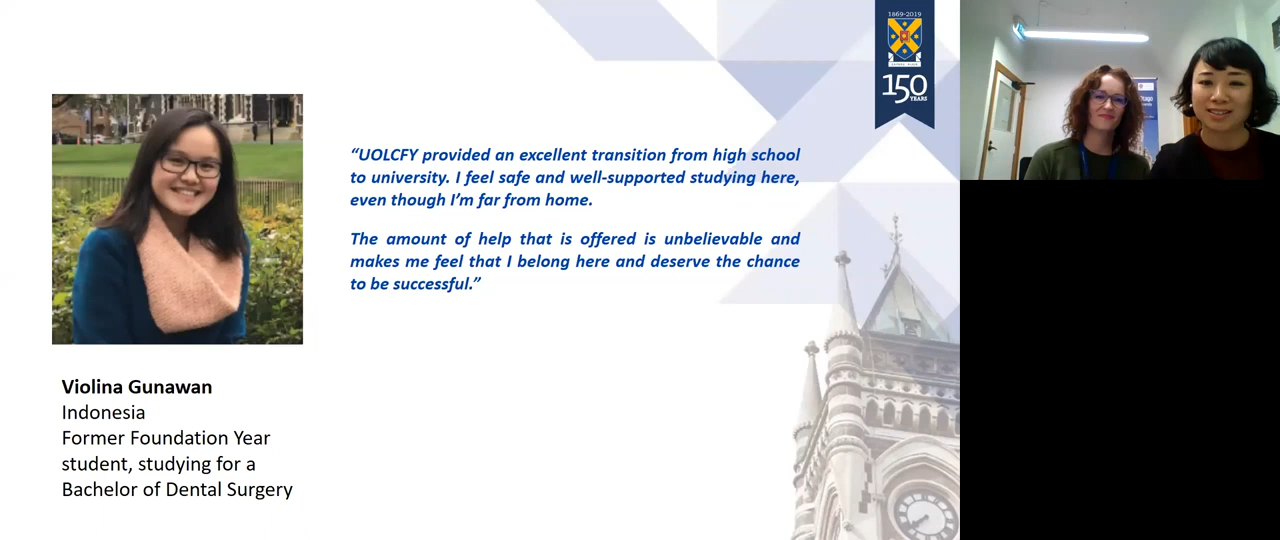 1869-2019
150
YEARS
“UOLCFY provided an excellent transition from high school
to university. I feel safe and well-supported studying here,
even though I’m far from home.
The amount of help that is offered is unbelievable and
makes me feel that I belong here and deserve the chance
to be successful.”
Violina Gunawan
Indonesia
Former Foundation Year
student, studying for a
Bachelor of Dental Surgery